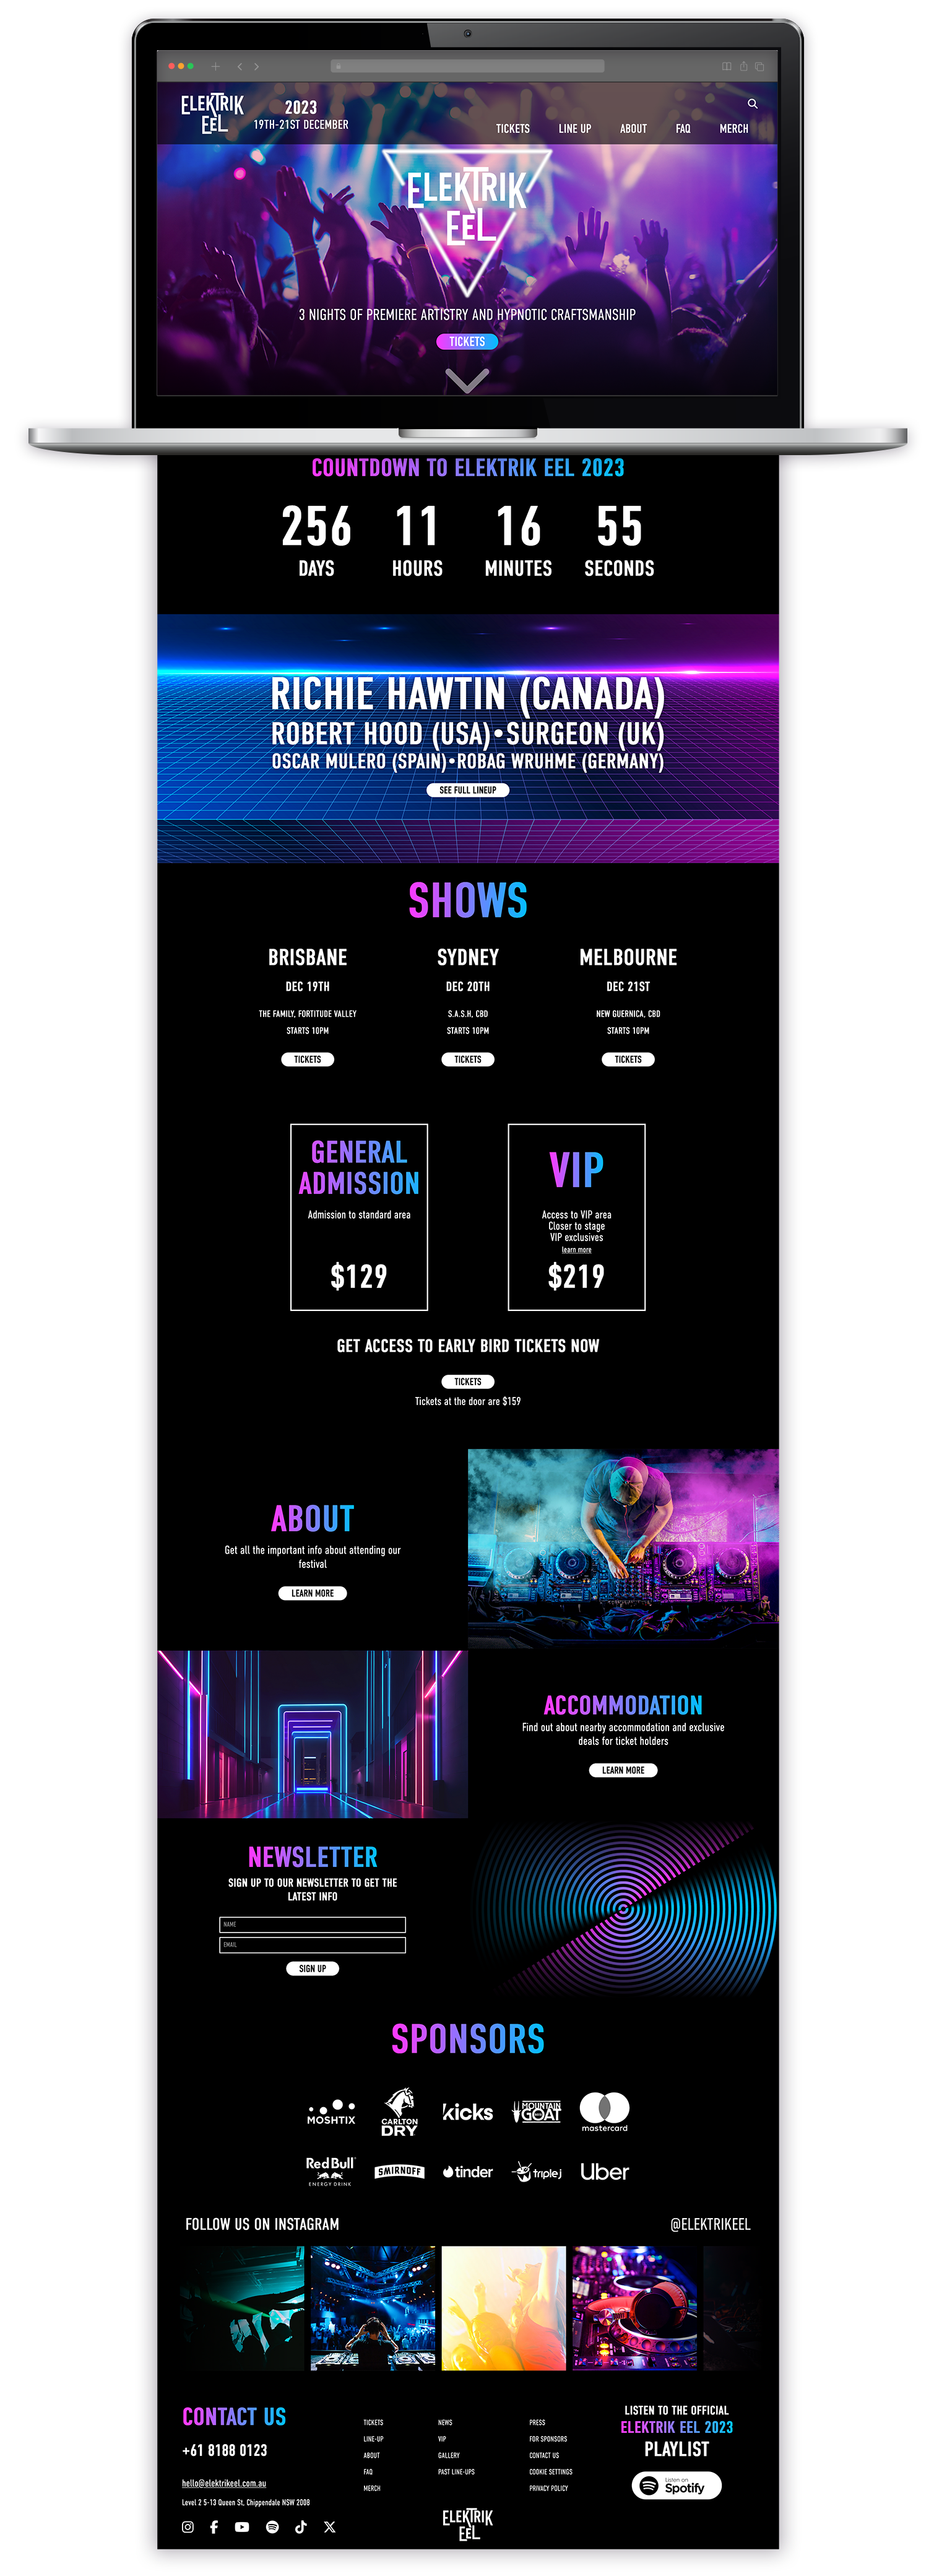 ELEKTRIK
EEL
2023
19TH-21ST DECEMBER
TICKETS
LINE UP
ABOUT
FAQ
MERCH
ELEKTRIK
EEL
3 NIGHTS OF PREMIERE ARTISTRY AND HYPNOTIC CRAFTSMANSHIP
TICKETS
COUNTDOWN TO ELEKTRIK EEL 2023
256 11 16 55
DAYS HOURS MINUTES SECONDS
RICHIE HAWTIN (CANADA)
ROBERT HOOD (USA)•SURGEON (UK)
OSCAR MULERO (SPAIN)•ROBAG WRUHME (GERMANY)
SEE FULL LINEUP
SHOWS
BRISBANE
DEC 19TH
THE FAMILY, FORTITUDE VALLEY
STARTS 10PM
TICKETS
SYDNEY
DEC 20TH
S.A.S.H, CBD
STARTS 10PM
TICKETS
MELBOURNE
DEC 21ST
NEW GUERNICA, CBD
STARTS 10PM
TICKETS
GENERAL
ADMISSION
Admission to standard area
$129
VIP
Access to VIP area
Closer to stage
VIP exclusives
learn more
$219
GET ACCESS TO EARLY BIRD TICKETS NOW
TICKETS
Tickets at the door are $159
ABOUT
Get all the important info about attending our
festival
LEARN MORE
ACCOMMODATION
Find out about nearby accommodation and exclusive
deals for ticket holders
LEARN MORE
NEWSLETTER
SIGN UP TO OUR NEWSLETTER TO GET THE
LATEST INFO
NAME
EMAIL
SIGN UP
SPONSORS
MOSHTIX
CARLTON
DRY
kicks
MOUNTAIN
GOAT
mastercard
Red Bull
ENERGY DRINK
SMIRNOFF
tinder
triple j
Uber
FOLLOW US ON INSTAGRAM
@ELEKTRIKEEL
CONTACT US
+61 8188 0123
hello@elektrikeel.com.au
Level 2 5-13 Queen St, Chippendale NSW 2008
TICKETS
LINE-UP
ABOUT
FAQ
MERCH
NEWS
VIP
GALLERY
PAST LINE-UPS
PRESS
FOR SPONSORS
CONTACT US
COOKIE SETTINGS
PRIVACY POLICY
LISTEN TO THE OFFICIAL
ELEKTRIK EEL 2023
PLAYLIST
Listen on
Spotify
ELEKTRIK
EEL